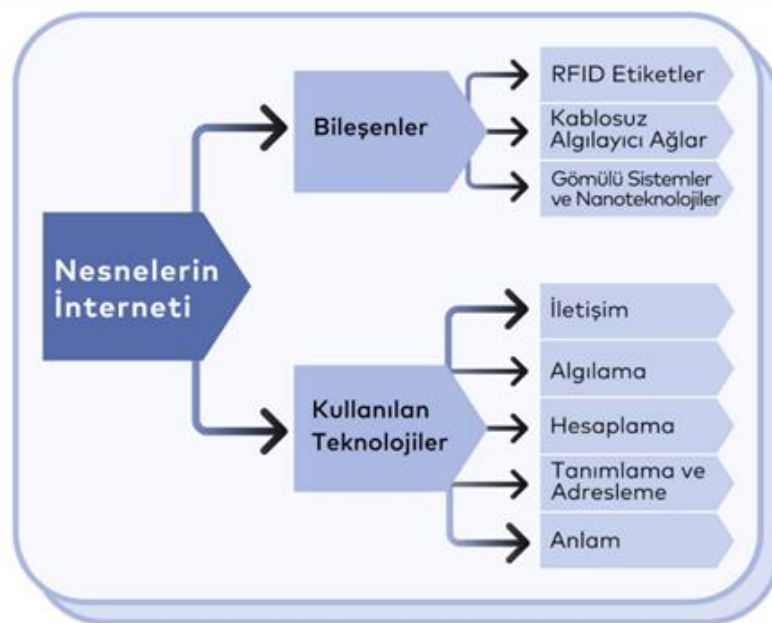 Nesnelerin
İnterneti
Bileşenler
RFID Etiketler
Kablosuz
Algılayıcı Ağlar
Gömülü Sistemler
ve Nanoteknolojiler
Kullanılan
Teknolojiler
İletişim
Algılama
Hesaplama
Tanımlama ve
Adresleme
Anlam